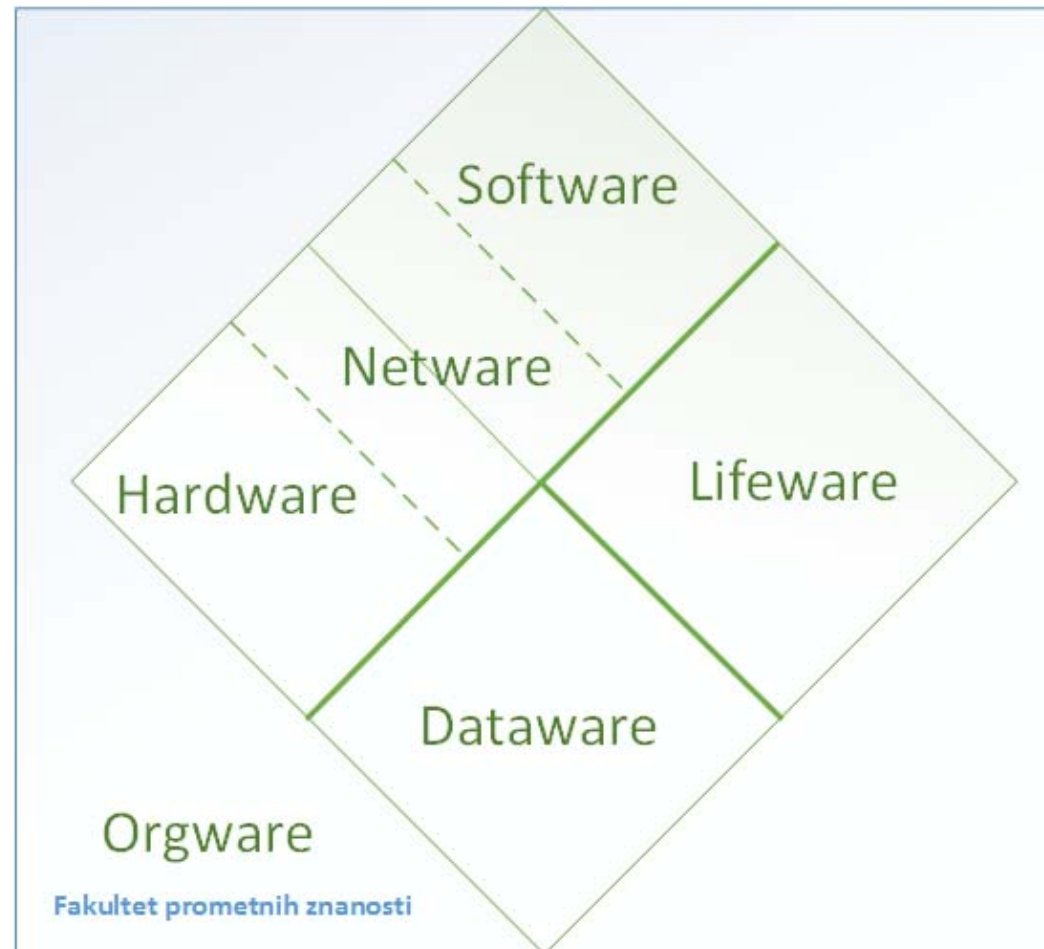 Software
Netware
Hardware
Lifeware
Dataware
Orgware
Fakultet prometnih znanosti